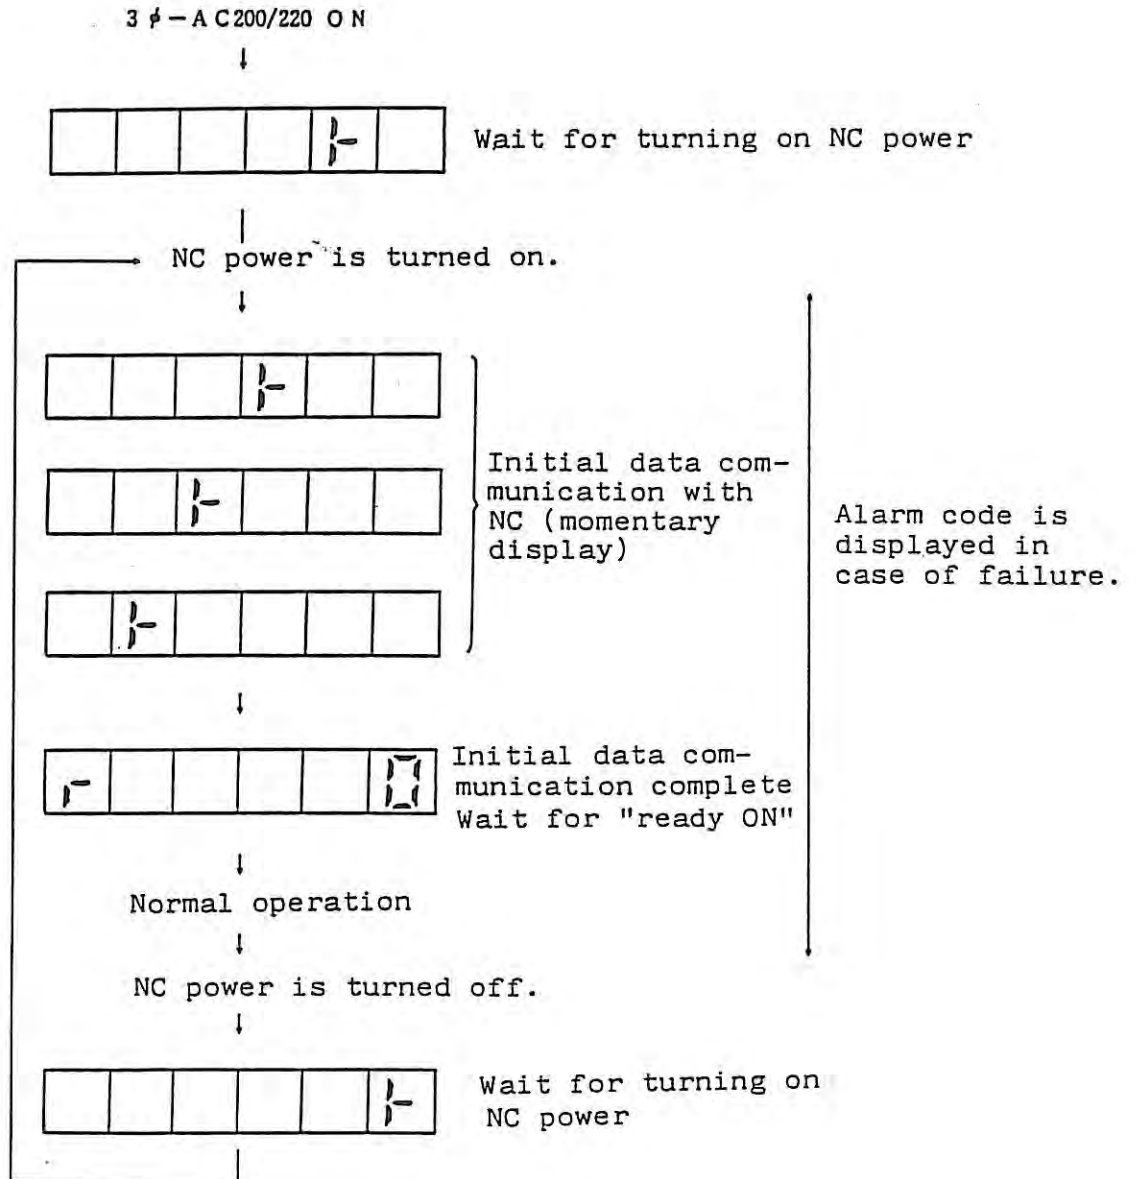 3 ϕ－A C200/220 O N
├
Wait for turning on NC power
NC power is turned on.
├
├
├
Initial data com-
munication with
NC (momentary
display)
Alarm code is
displayed in
case of failure.
r 0
Initial data com-
munication complete
Wait for "ready ON"
Normal operation
NC power is turned off.
├
Wait for turning on
NC power